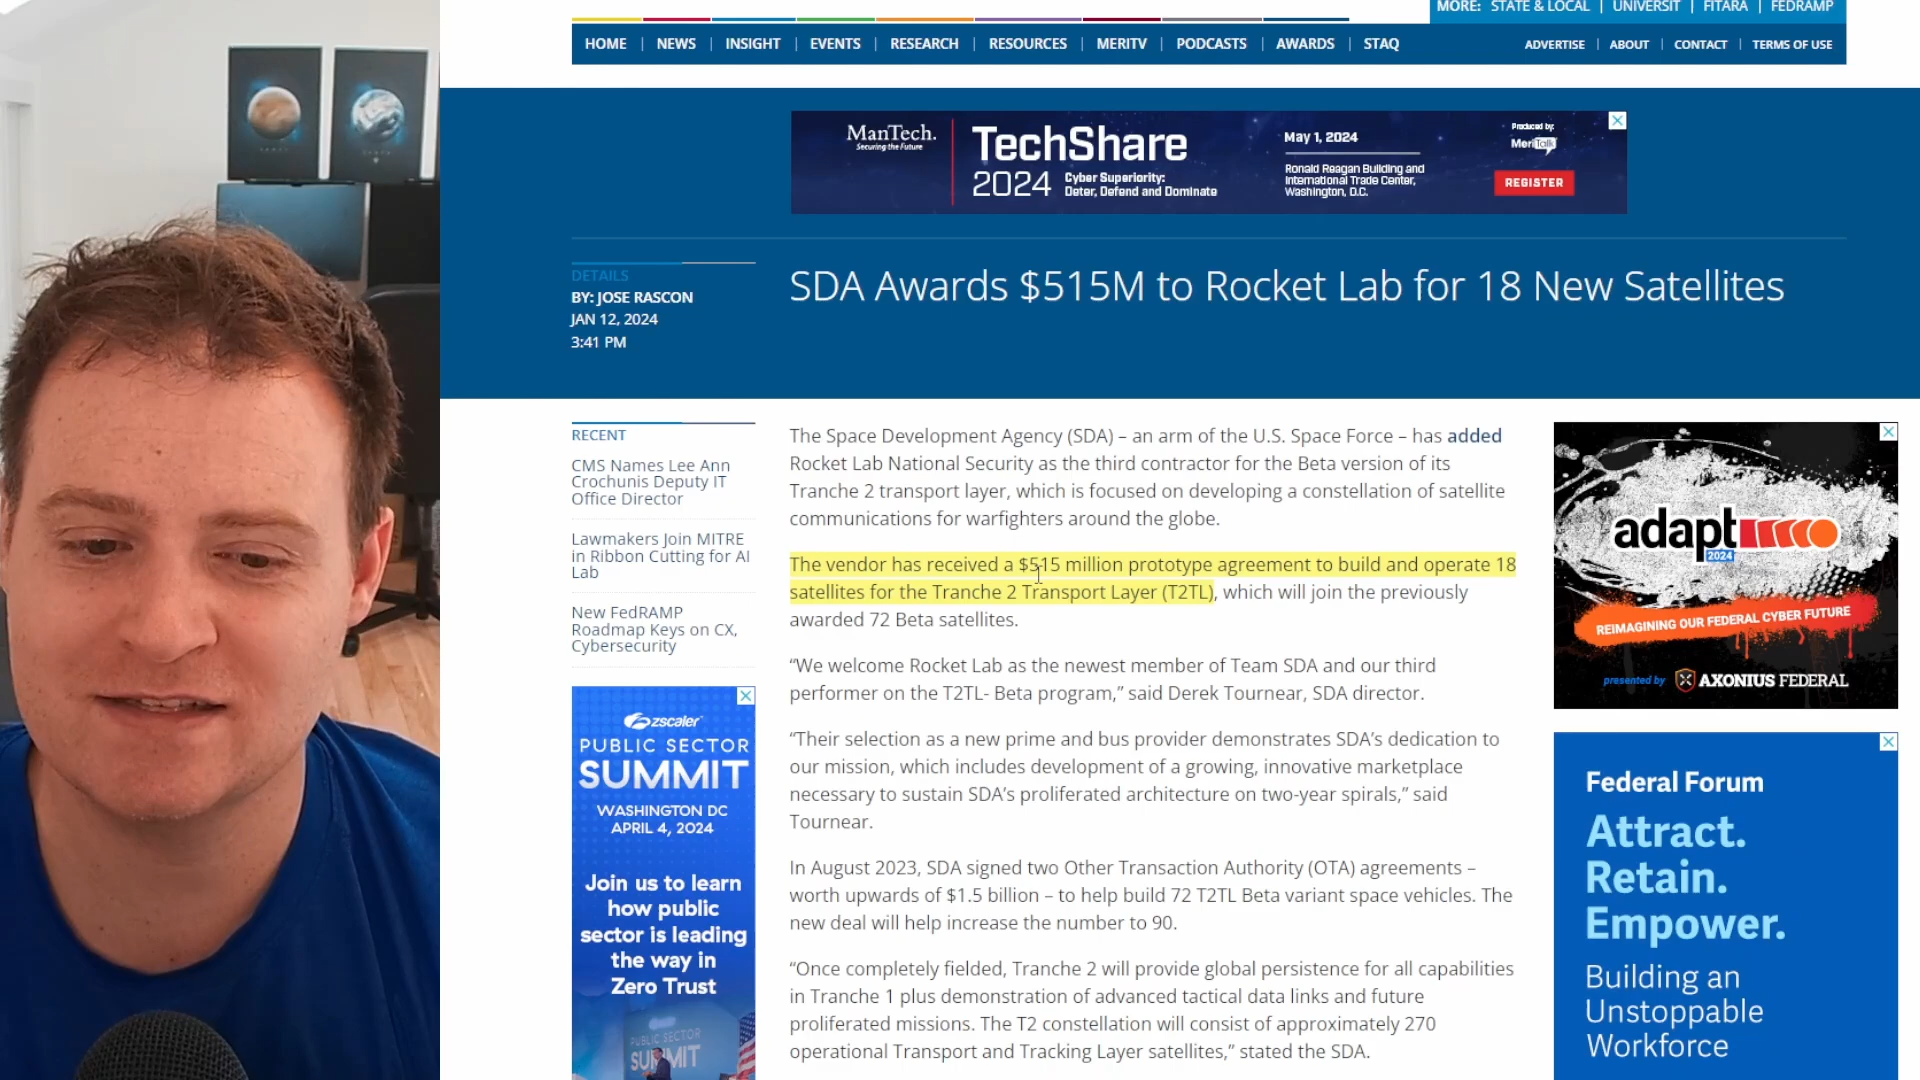 MORE: STATE & LOCAL | UNIVERSIT | FITARA | FEDRAMP
HOME | NEWS | INSIGHT | EVENTS | RESEARCH | RESOURCES | MERITV | PODCASTS | AWARDS | STAQ
ADVERTISE | ABOUT | CONTACT | TERMS OF USE
ManTech.
Securing the Future
TechShare
2024 Cyber Superiority:
Deter, Defend and Dominate
May 1, 2024
Ronald Reagan Building and
International Trade Center,
Washington, D.C.
Produced by:
MeriTalk
REGISTER
DETAILS
BY: JOSE RASCON
JAN 12, 2024
3:41 PM
SDA Awards $515M to Rocket Lab for 18 New Satellites
RECENT
CMS Names Lee Ann
Crochunis Deputy IT
Office Director
Lawmakers Join MITRE
in Ribbon Cutting for AI
Lab
New FedRAMP
Roadmap Keys on CX,
Cybersecurity
zscaler
PUBLIC SECTOR
SUMMIT
WASHINGTON DC
APRIL 4, 2024
Join us to learn
how public
sector is leading
the way in
Zero Trust
PUBLIC SECTOR
SUMMIT
The Space Development Agency (SDA) – an arm of the U.S. Space Force – has added
Rocket Lab National Security as the third contractor for the Beta version of its
Tranche 2 transport layer, which is focused on developing a constellation of satellite
communications for warfighters around the globe.
The vendor has received a $515 million prototype agreement to build and operate 18
satellites for the Tranche 2 Transport Layer (T2TL), which will join the previously
awarded 72 Beta satellites.
“We welcome Rocket Lab as the newest member of Team SDA and our third
performer on the T2TL- Beta program,” said Derek Tournear, SDA director.
“Their selection as a new prime and bus provider demonstrates SDA’s dedication to
our mission, which includes development of a growing, innovative marketplace
necessary to sustain SDA’s proliferated architecture on two-year spirals,” said
Tournear.
In August 2023, SDA signed two Other Transaction Authority (OTA) agreements –
worth upwards of $1.5 billion – to help build 72 T2TL Beta variant space vehicles. The
new deal will help increase the number to 90.
“Once completely fielded, Tranche 2 will provide global persistence for all capabilities
in Tranche 1 plus demonstration of advanced tactical data links and future
proliferated missions. The T2 constellation will consist of approximately 270
operational Transport and Tracking Layer satellites,” stated the SDA.
adapt
2024
REIMAGINING OUR FEDERAL CYBER FUTURE
presented by AXONIUS FEDERAL
Federal Forum
Attract.
Retain.
Empower.
Building an
Unstoppable
Workforce